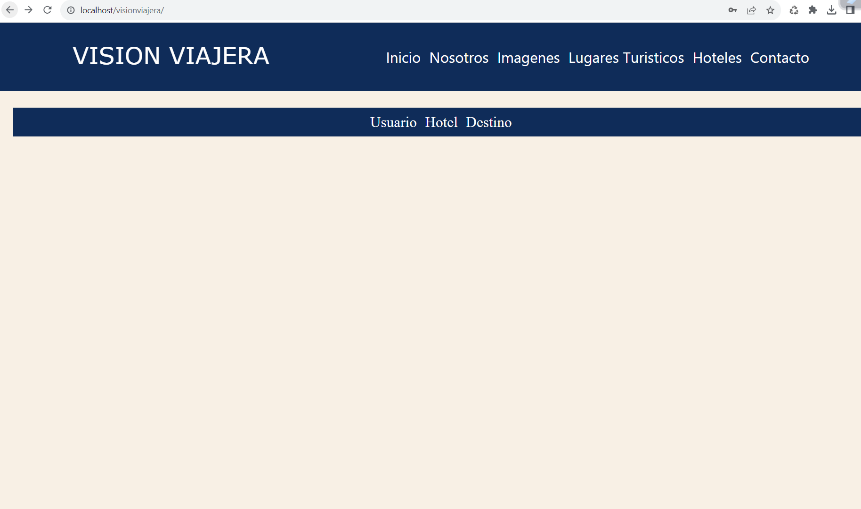 localhost/visionviajera/
VISION VIAJERA
Inicio Nosotros Imagenes Lugares Turisticos Hoteles Contacto
Usuario Hotel Destino